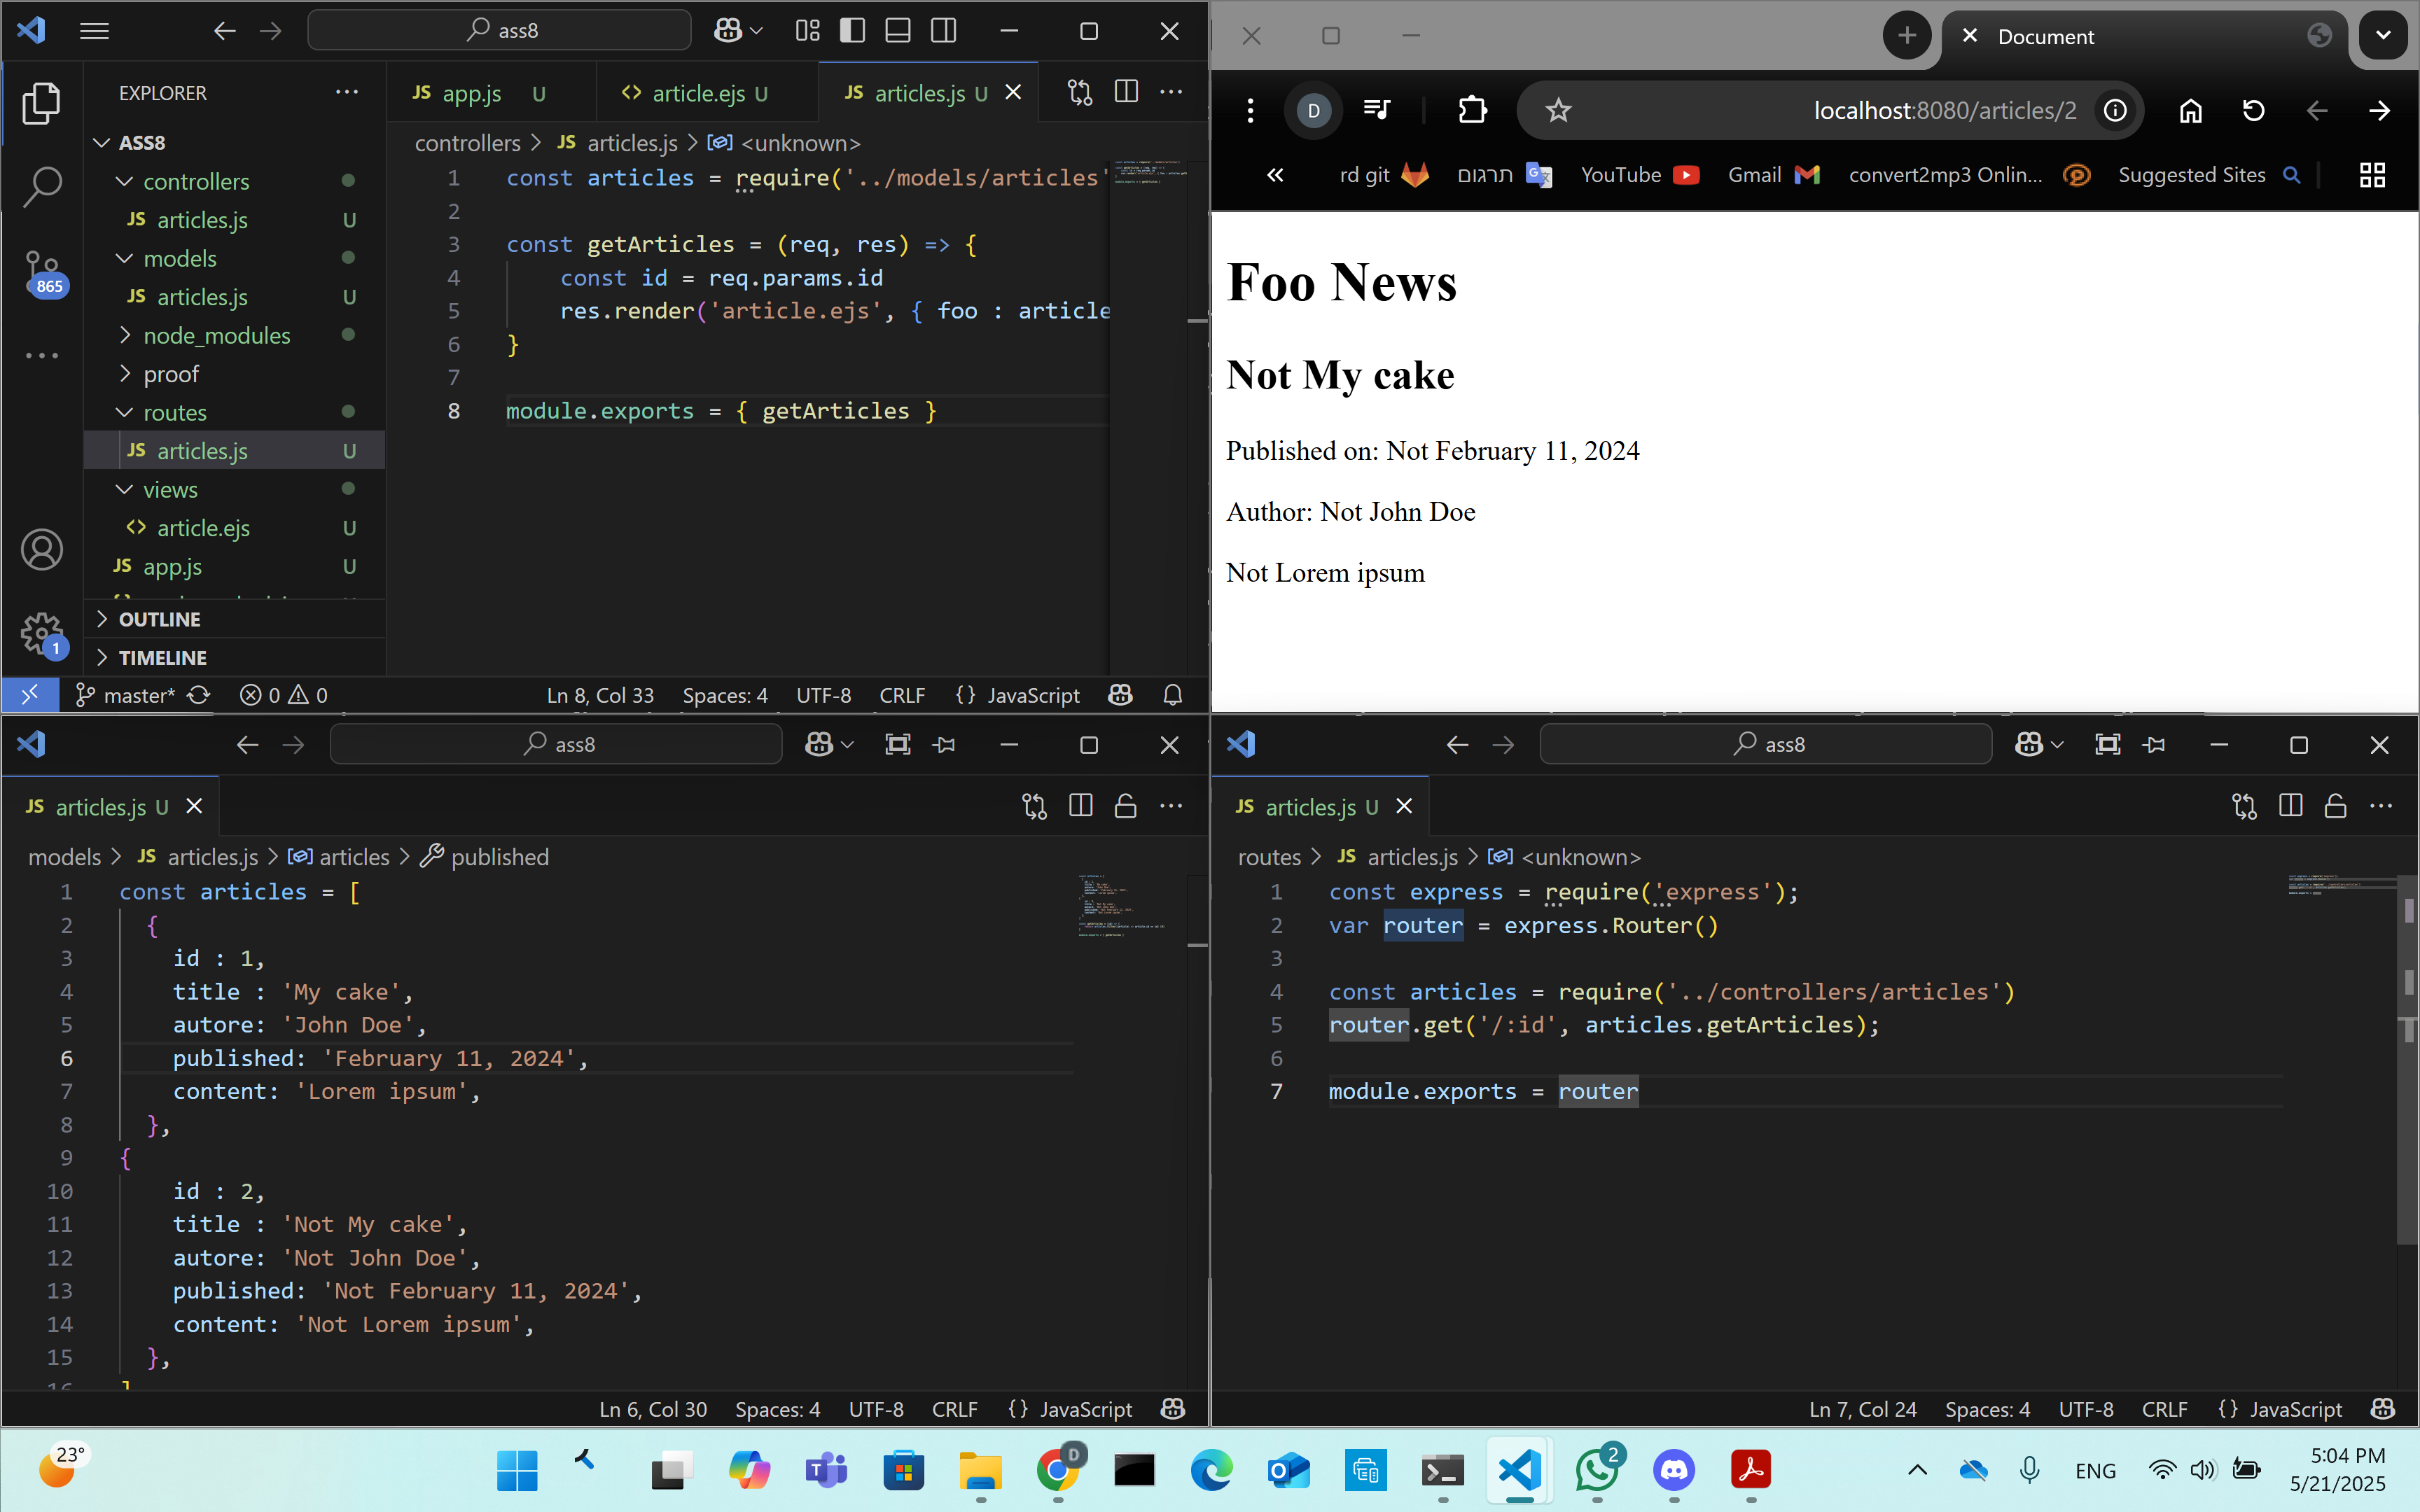 ass8
EXPLORER
ASS8
controllers
JS articles.js U
models
JS articles.js U
node_modules
proof
routes
JS articles.js U
views
<> article.ejs U
JS app.js U
OUTLINE
TIMELINE
865
1
JS app.js U
<> article.ejs U
JS articles.js U
controllers > JS articles.js > <unknown>
1 const articles = require('../models/articles'
2
3 const getArticles = (req, res) => {
4 const id = req.params.id
5 res.render('article.ejs', { foo : article
6 }
7
8 module.exports = { getArticles }
master* 0 0 Ln 8, Col 33 Spaces: 4 UTF-8 CRLF {} JavaScript
Document
D localhost:8080/articles/2
« rd git תרגום YouTube Gmail convert2mp3 Onlin... Suggested Sites
Foo News
Not My cake
Published on: Not February 11, 2024
Author: Not John Doe
Not Lorem ipsum
ass8
JS articles.js U
models > JS articles.js > articles > published
1 const articles = [
2 {
3 id : 1,
4 title : 'My cake',
5 autore: 'John Doe',
6 published: 'February 11, 2024',
7 content: 'Lorem ipsum',
8 },
9 {
10 id : 2,
11 title : 'Not My cake',
12 autore: 'Not John Doe',
13 published: 'Not February 11, 2024',
14 content: 'Not Lorem ipsum',
15 },
Ln 6, Col 30 Spaces: 4 UTF-8 CRLF {} JavaScript
ass8
JS articles.js U
routes > JS articles.js > <unknown>
1 const express = require('express');
2 var router = express.Router()
3
4 const articles = require('../controllers/articles')
5 router.get('/:id', articles.getArticles);
6
7 module.exports = router
Ln 7, Col 24 Spaces: 4 UTF-8 CRLF {} JavaScript
23°
D
2
ENG
5:04 PM
5/21/2025